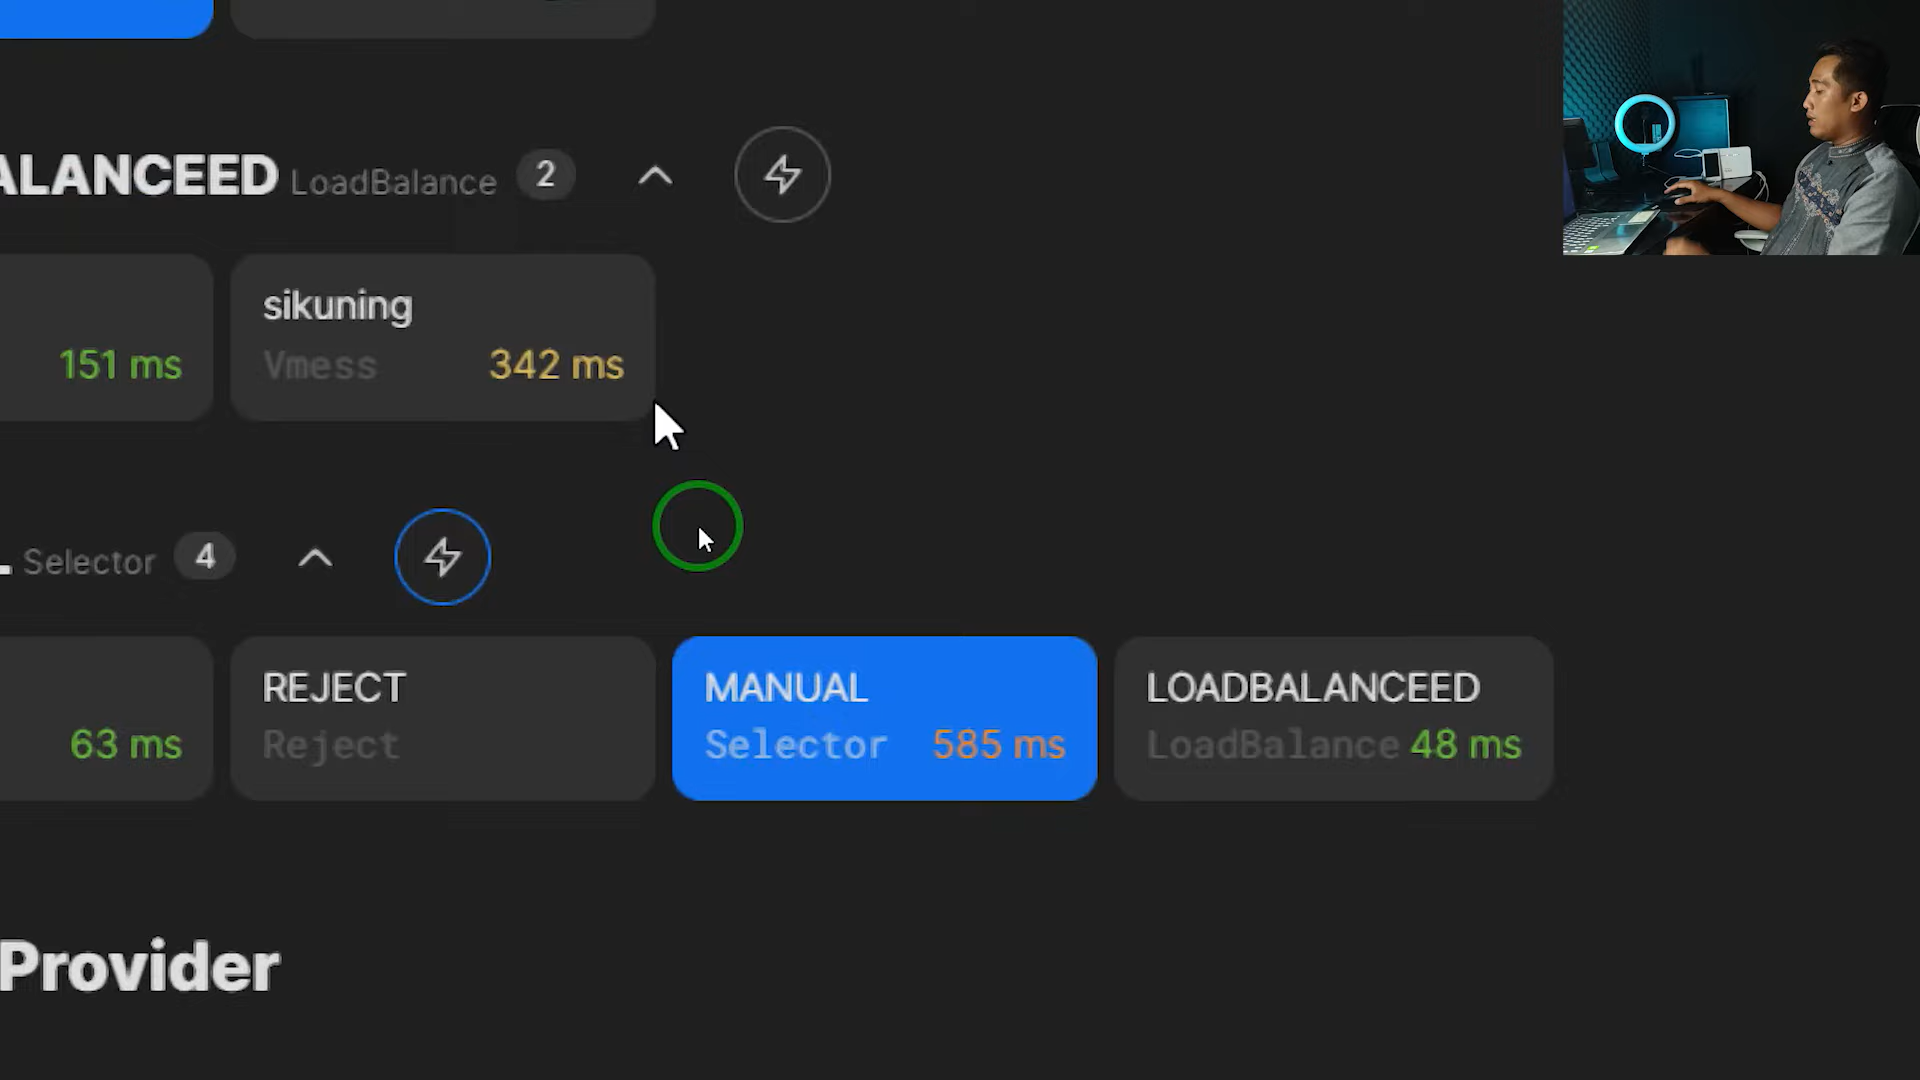 ALANCEED LoadBalance 2
sikuning
151 ms
Vmess 342 ms
Selector 4
REJECT
MANUAL
LOADBALANCEED
63 ms
Reject
Selector 585 ms
LoadBalance 48 ms
Provider